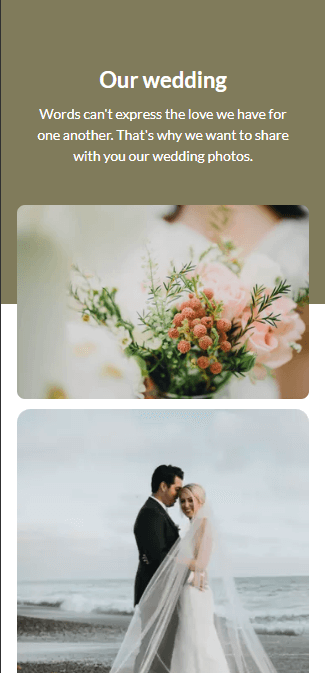 Our wedding
Words can't express the love we have for
one another. That's why we want to share
with you our wedding photos.